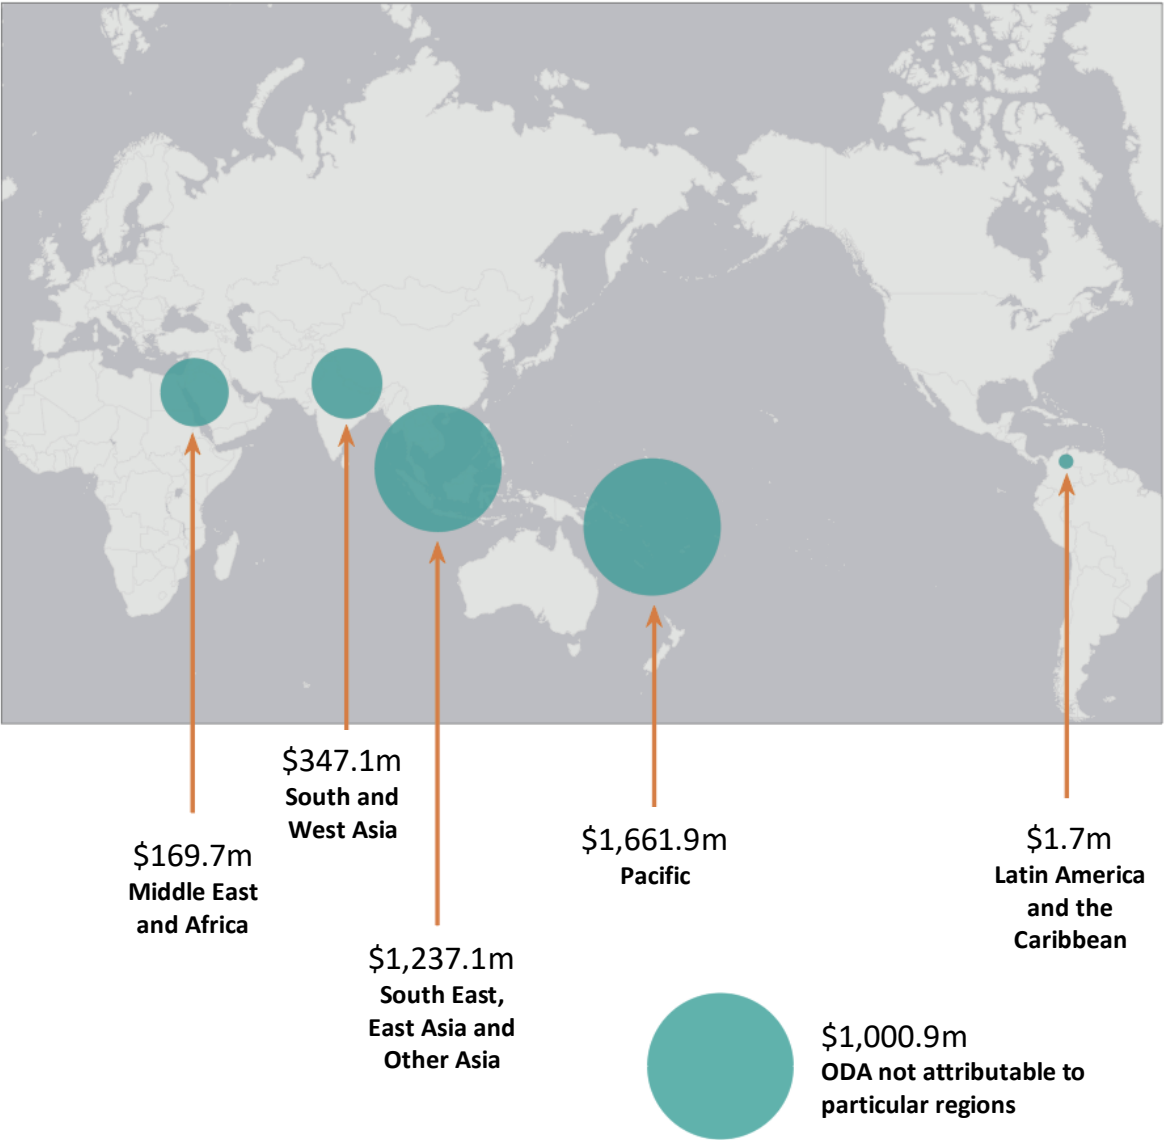 $347.1m
South and
West Asia
$169.7m
Middle East
and Africa
$1,661.9m
Pacific
$1.7m
Latin America
and the
Caribbean
$1,237.1m
South East,
East Asia and
Other Asia
$1,000.9m
ODA not attributable to
particular regions